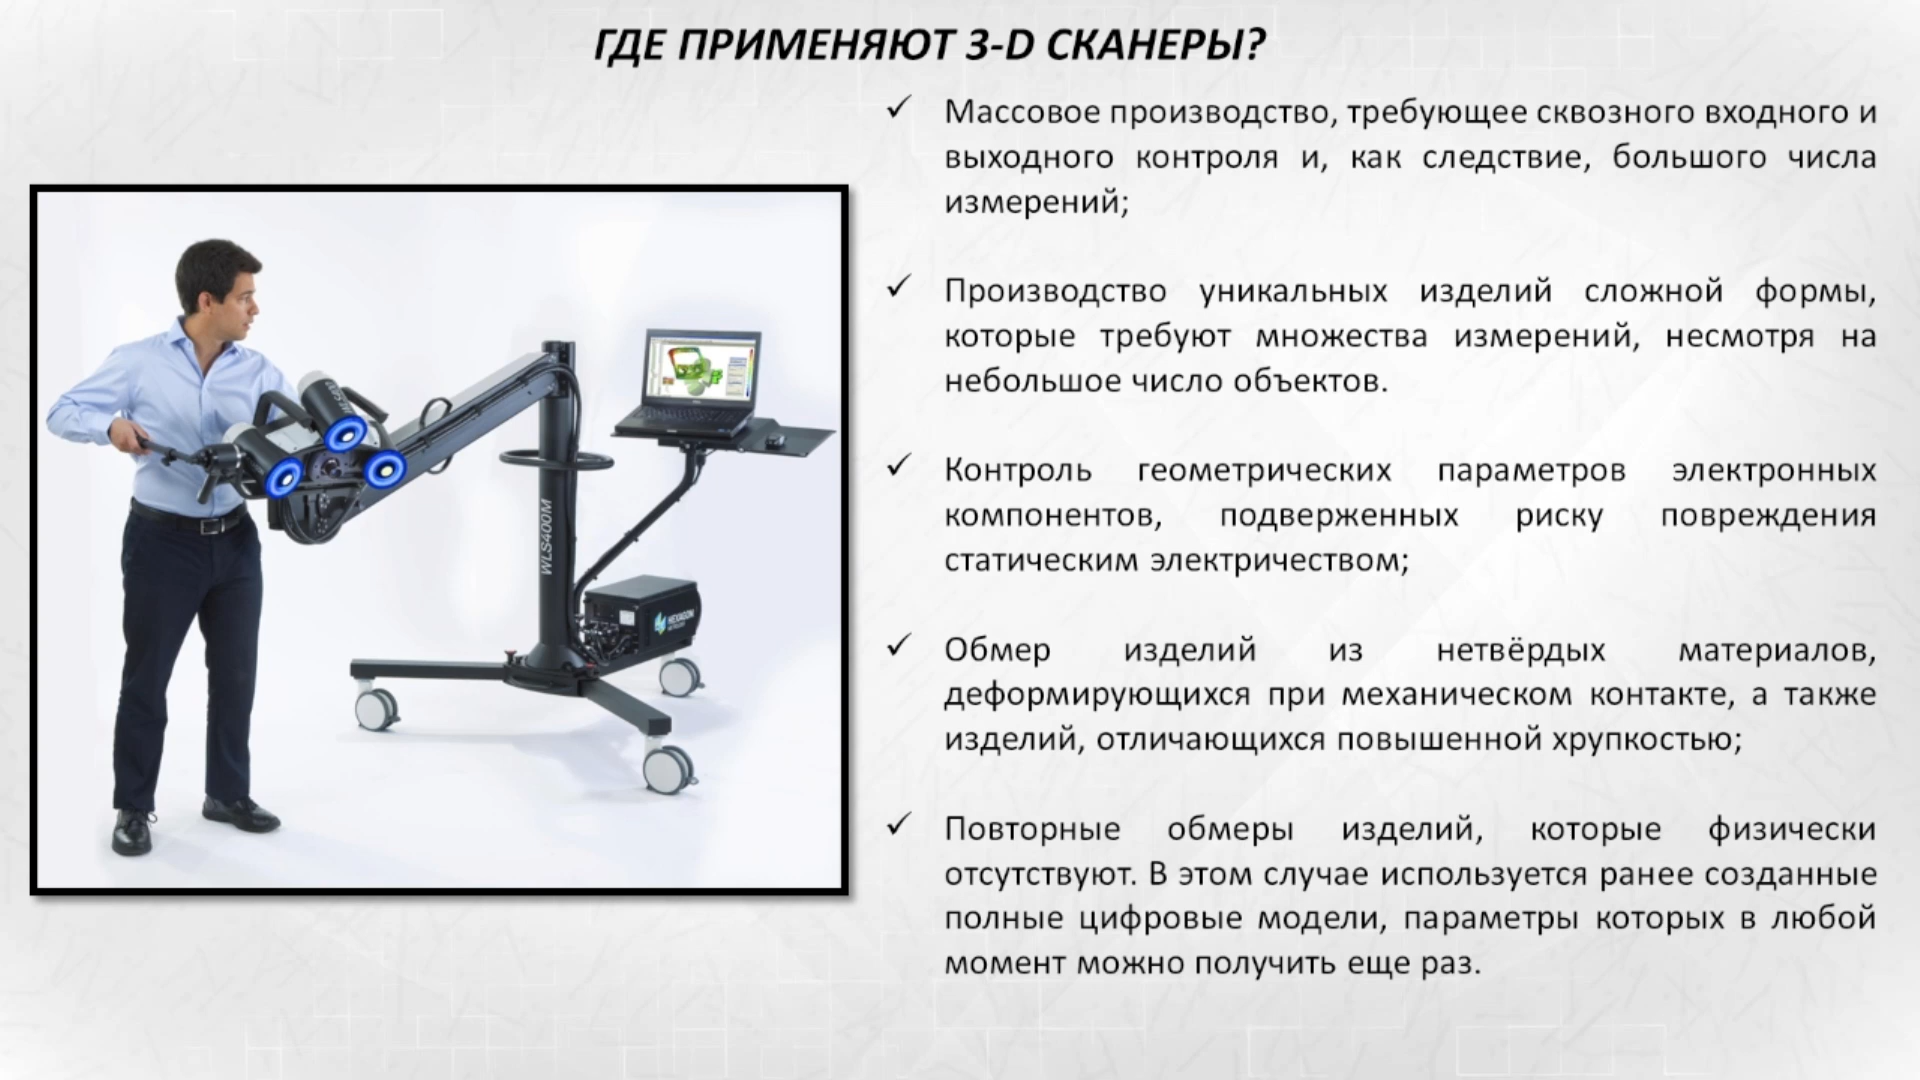 ГДЕ ПРИМЕНЯЮТ 3-D СКАНЕРЫ?
✓ Массовое производство, требующее сквозного входного и
выходного контроля и, как следствие, большого числа
измерений;
✓ Производство уникальных изделий сложной формы,
которые требуют множества измерений, несмотря на
небольшое число объектов.
✓ Контроль геометрических параметров электронных
компонентов, подверженных риску повреждения
статическим электричеством;
✓ Обмер изделий из нетвёрдых материалов,
деформирующихся при механическом контакте, а также
изделий, отличающихся повышенной хрупкостью;
✓ Повторные обмеры изделий, которые физически
отсутствуют. В этом случае используется ранее созданные
полные цифровые модели, параметры которых в любой
момент можно получить еще раз.
WLS400M
HEXAGON